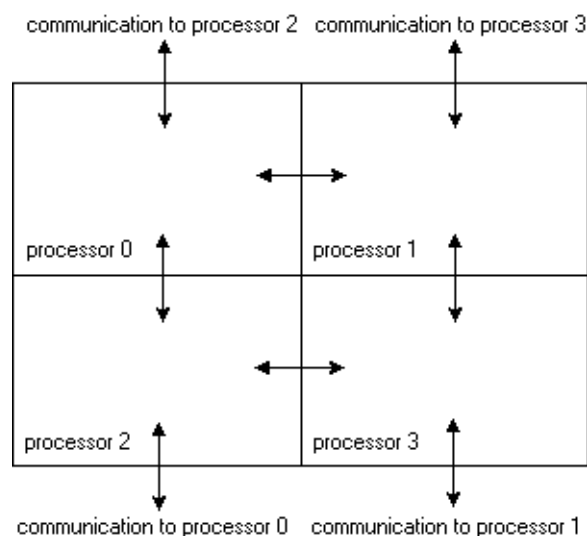 communication to processor 2
communication to processor 3
processor 0
processor 1
processor 2
processor 3
communication to processor 0
communication to processor 1